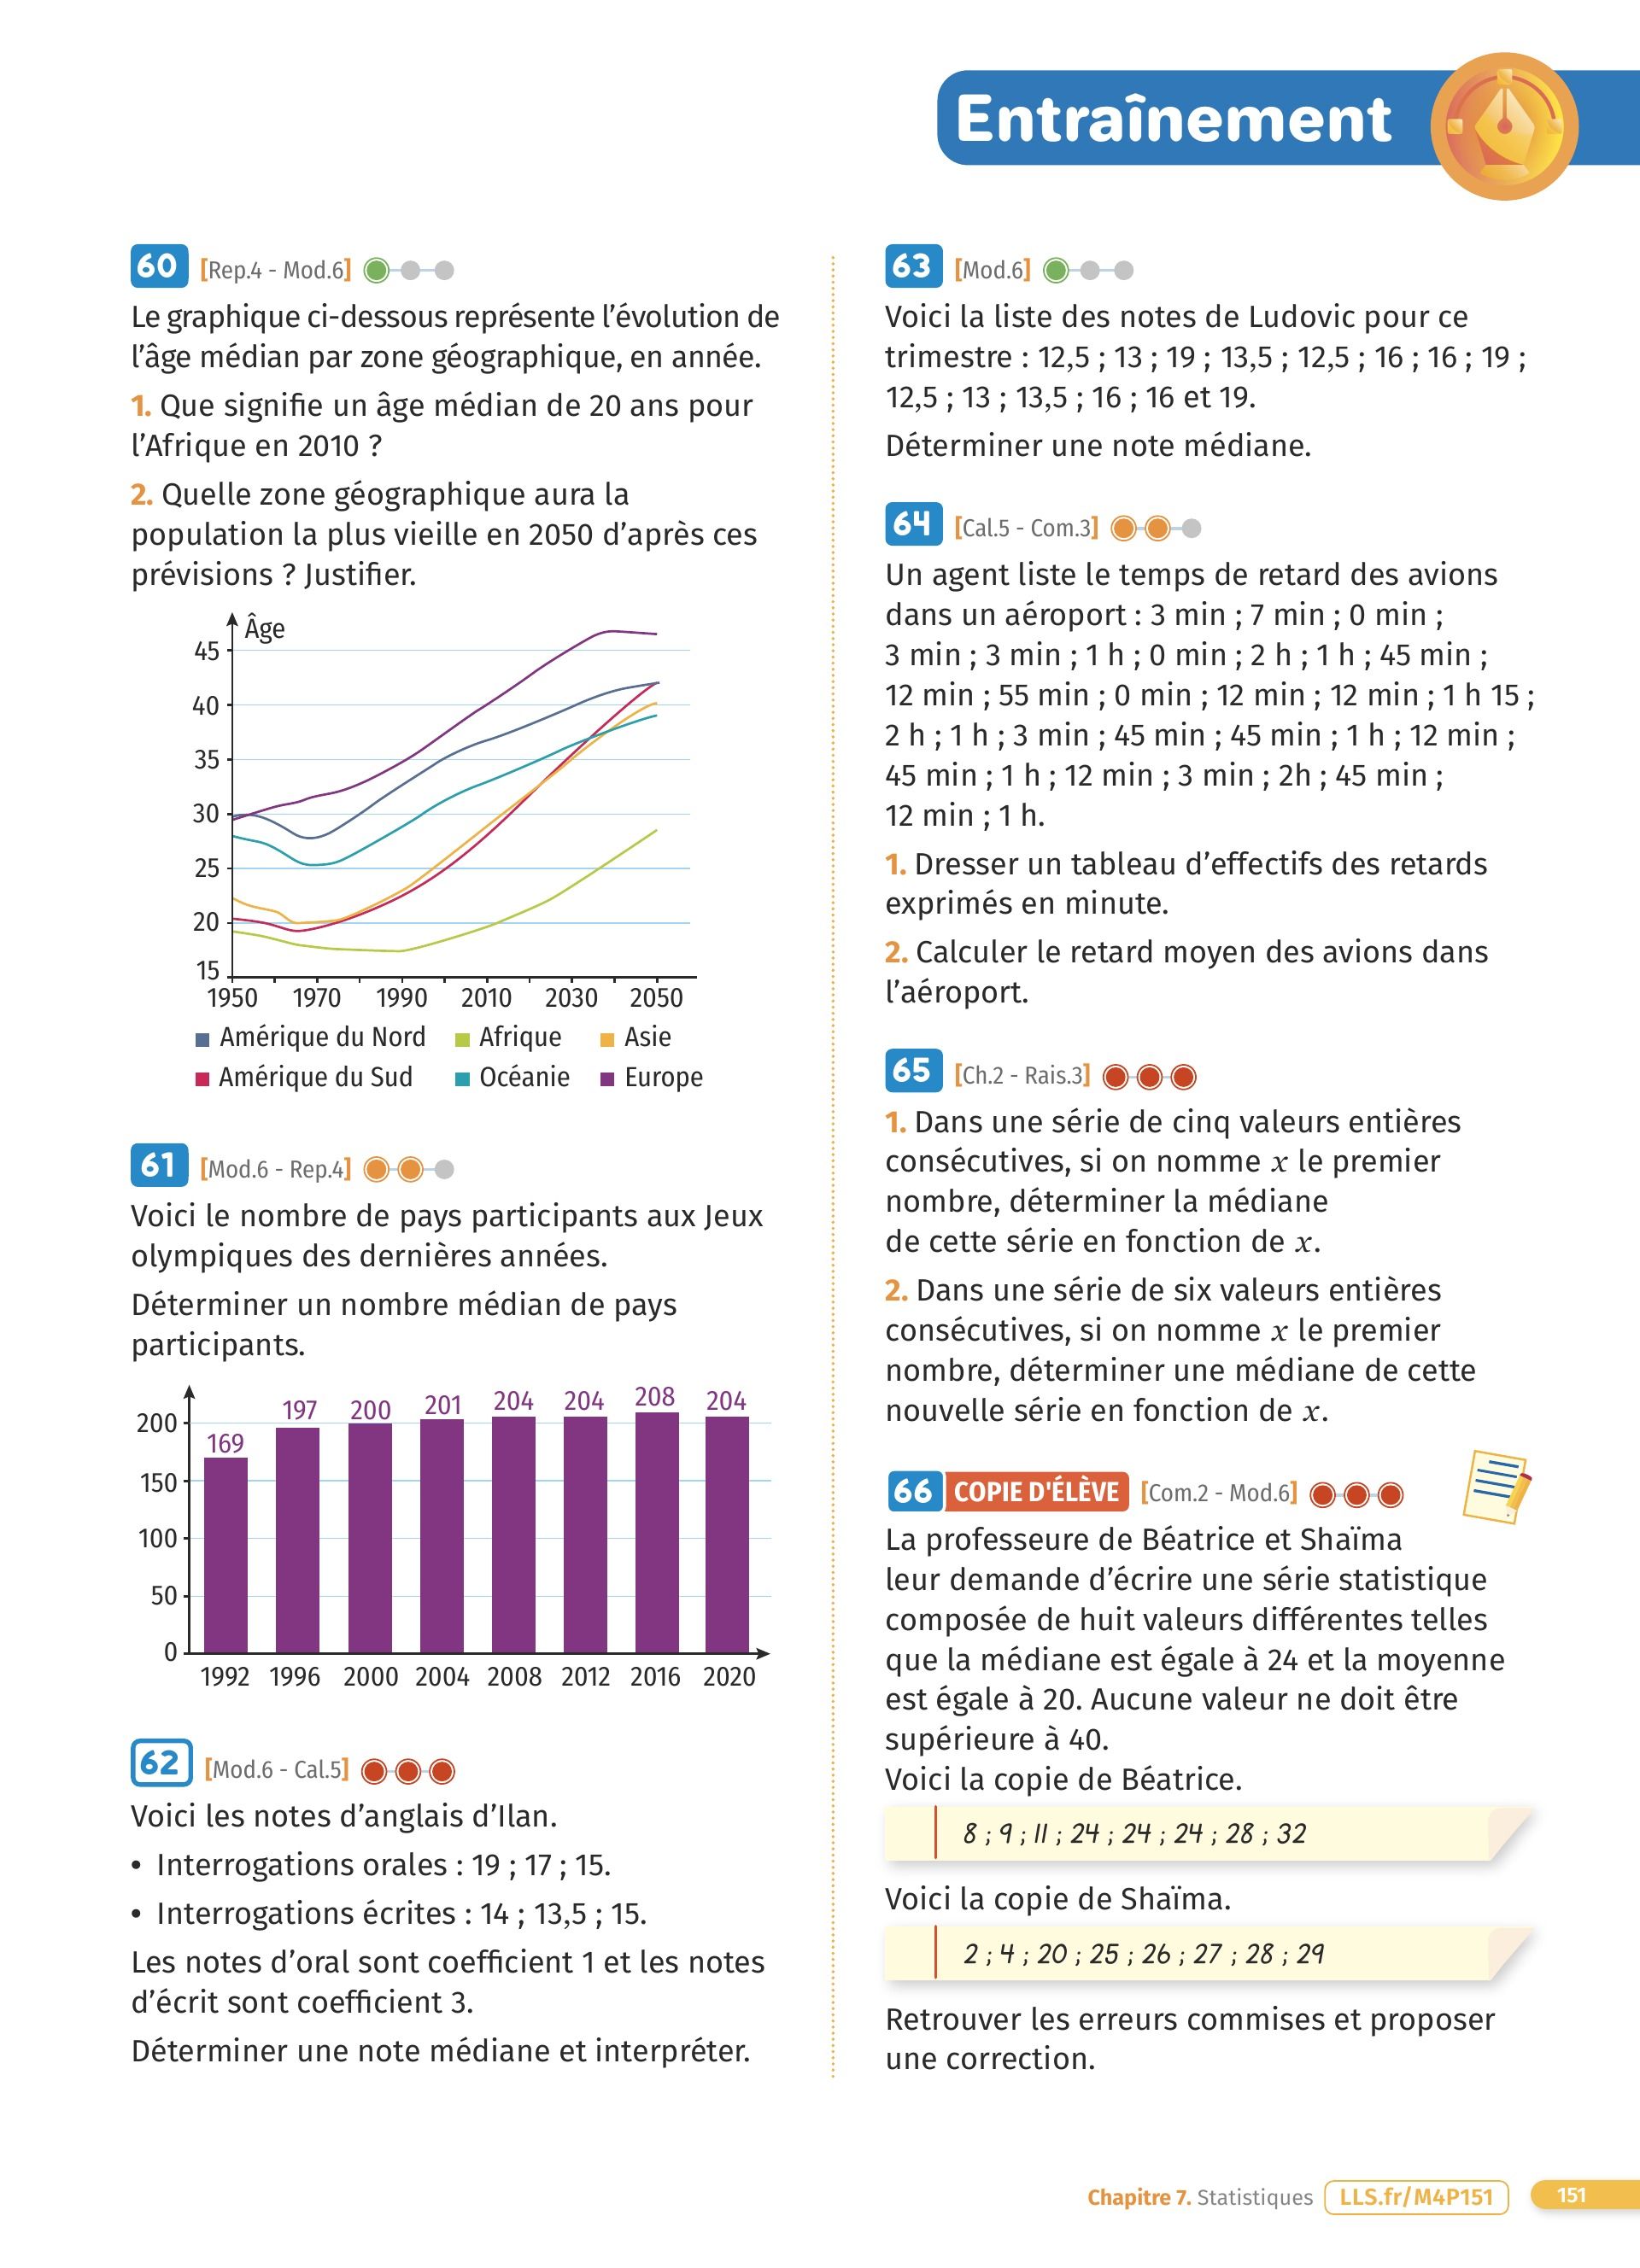 Entraînement
60 [Rep.4 - Mod.6]
Le graphique ci-dessous représente l’évolution de
l’âge médian par zone géographique, en année.
1. Que signifie un âge médian de 20 ans pour
l’Afrique en 2010 ?
2. Quelle zone géographique aura la
population la plus vieille en 2050 d’après ces
prévisions ? Justifier.
Âge
45
40
35
30
25
20
15
1950 1970 1990 2010 2030 2050
Amérique du Nord Afrique Asie
Amérique du Sud Océanie Europe
61 [Mod.6 - Rep.4]
Voici le nombre de pays participants aux Jeux
olympiques des dernières années.
Déterminer un nombre médian de pays
participants.
169 197 200 201 204 204 208 204
200
150
100
50
0
1992 1996 2000 2004 2008 2012 2016 2020
62 [Mod.6 - Cal.5]
Voici les notes d’anglais d’Ilan.
• Interrogations orales : 19 ; 17 ; 15.
• Interrogations écrites : 14 ; 13,5 ; 15.
Les notes d’oral sont coefficient 1 et les notes
d’écrit sont coefficient 3.
Déterminer une note médiane et interpréter.
63 [Mod.6]
Voici la liste des notes de Ludovic pour ce
trimestre : 12,5 ; 13 ; 19 ; 13,5 ; 12,5 ; 16 ; 16 ; 19 ;
12,5 ; 13 ; 13,5 ; 16 ; 16 et 19.
Déterminer une note médiane.
64 [Cal.5 - Com.3]
Un agent liste le temps de retard des avions
dans un aéroport : 3 min ; 7 min ; 0 min ;
3 min ; 3 min ; 1 h ; 0 min ; 2 h ; 1 h ; 45 min ;
12 min ; 55 min ; 0 min ; 12 min ; 12 min ; 1 h 15 ;
2 h ; 1 h ; 3 min ; 45 min ; 45 min ; 1 h ; 12 min ;
45 min ; 1 h ; 12 min ; 3 min ; 2h ; 45 min ;
12 min ; 1 h.
1. Dresser un tableau d’effectifs des retards
exprimés en minute.
2. Calculer le retard moyen des avions dans
l’aéroport.
65 [Ch.2 - Rais.3]
1. Dans une série de cinq valeurs entières
consécutives, si on nomme x le premier
nombre, déterminer la médiane
de cette série en fonction de x.
2. Dans une série de six valeurs entières
consécutives, si on nomme x le premier
nombre, déterminer une médiane de cette
nouvelle série en fonction de x.
66 COPIE D'ÉLÈVE [Com.2 - Mod.6]
La professeure de Béatrice et Shaïma
leur demande d’écrire une série statistique
composée de huit valeurs différentes telles
que la médiane est égale à 24 et la moyenne
est égale à 20. Aucune valeur ne doit être
supérieure à 40.
Voici la copie de Béatrice.
8 ; 9 ; 11 ; 24 ; 24 ; 24 ; 28 ; 32
Voici la copie de Shaïma.
2 ; 4 ; 20 ; 25 ; 26 ; 27 ; 28 ; 29
Retrouver les erreurs commises et proposer
une correction.
Chapitre 7. Statistiques LLS.fr/M4P151 151